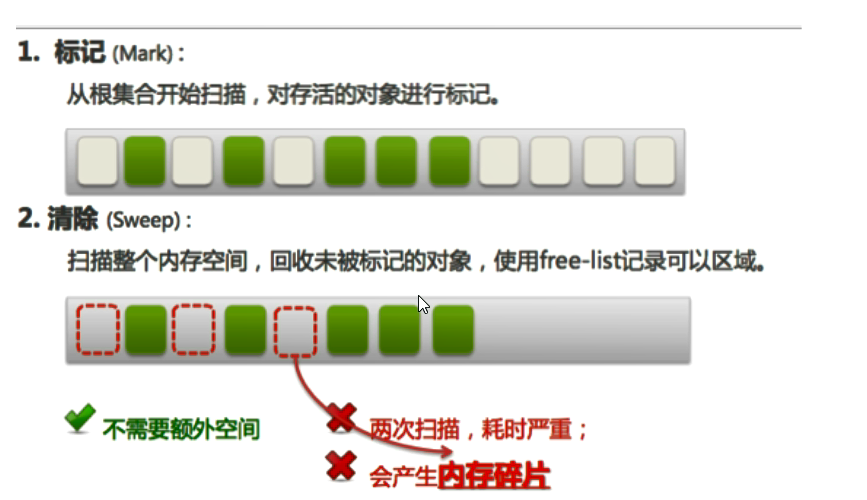 1. 标记 (Mark) :
从根集合开始扫描，对存活的对象进行标记。
2. 清除 (Sweep) :
扫描整个内存空间，回收未被标记的对象，使用free-list记录可以区域。
不需要额外空间
两次扫描，耗时严重；
会产生内存碎片